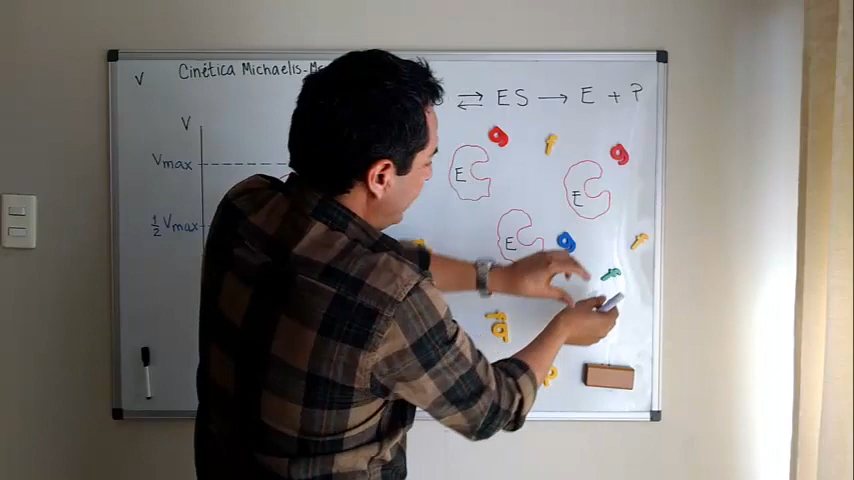 V
Cinética Michaelis-M
⇌ ES → E + P
V
Vmax
1/2 Vmax
E
E
E
g
f
g
g
f
f